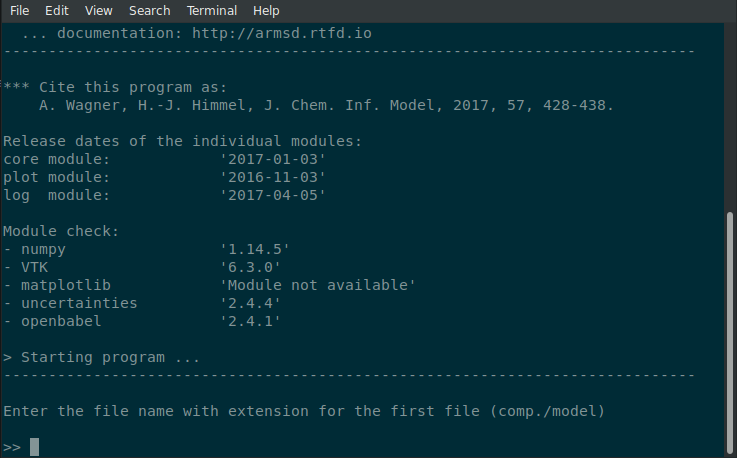 File Edit View Search Terminal Help
... documentation: http://armsd.rtfd.io
-----------------------------------------------------------------------------
*** Cite this program as:
A. Wagner, H.-J. Himmel, J. Chem. Inf. Model, 2017, 57, 428-438.
Release dates of the individual modules:
core module: '2017-01-03'
plot module: '2016-11-03'
log  module: '2017-04-05'
Module check:
- numpy '1.14.5'
- VTK '6.3.0'
- matplotlib 'Module not available'
- uncertainties '2.4.4'
- openbabel '2.4.1'
> Starting program ...
-----------------------------------------------------------------------------
Enter the file name with extension for the first file (comp./model)
>>